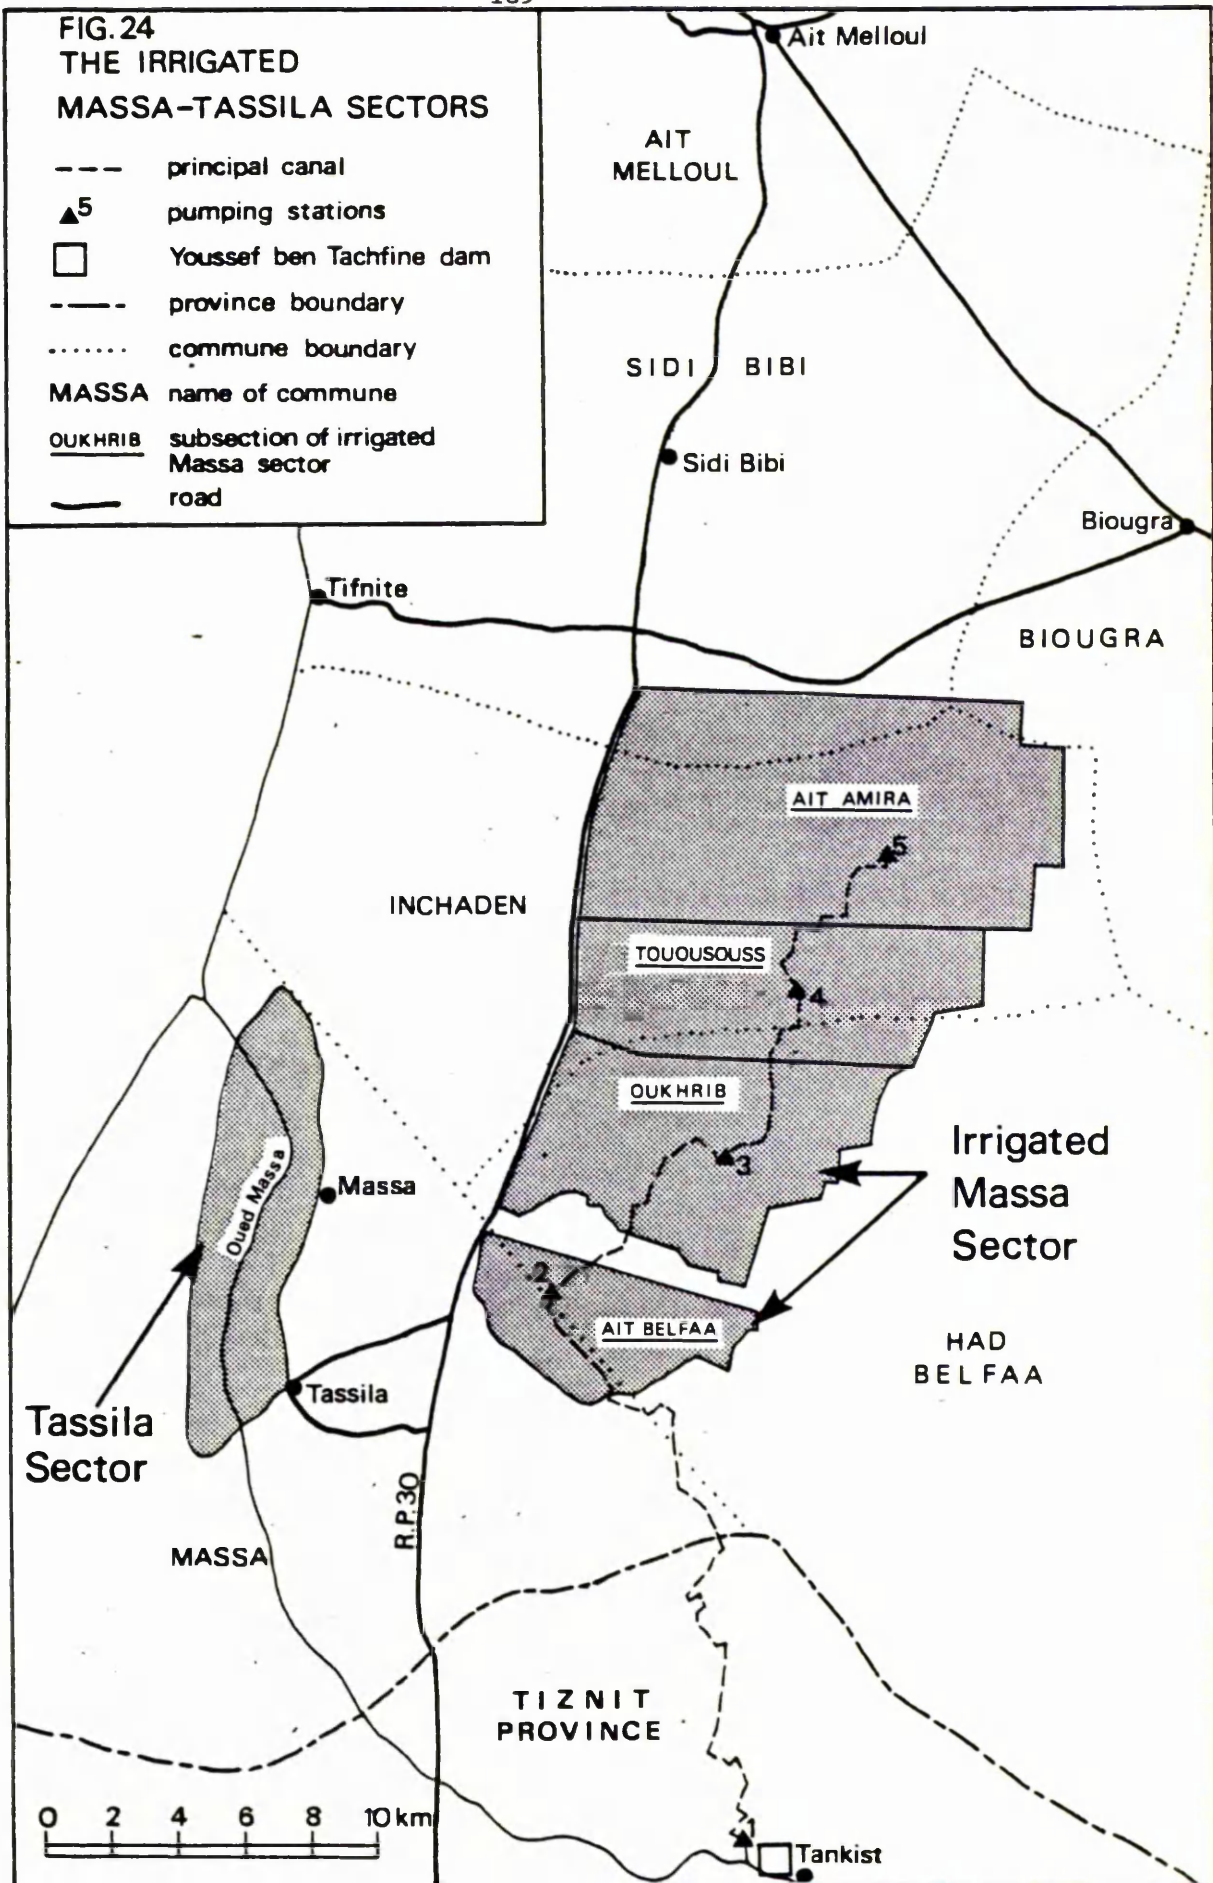 FIG.24
THE IRRIGATED
MASSA-TASSILA SECTORS
principal canal
5 pumping stations
Youssef ben Tachfine dam
province boundary
commune boundary
MASSA name of commune
OUKHRIB subsection of irrigated
Massa sector
road
Ait Melloul
AIT
MELLOUL
SIDI BIBI
Sidi Bibi
Biougra
Tifnite
BIOUGRA
AIT AMIRA
5
INCHADEN
TOUOUSOUSS
4
OUKHRIB
3
Irrigated
Massa
Sector
Massa
Oued Massa
2
AIT BELFAA
HAD
BELFAA
Tassila
Tassila
Sector
R.P.30
MASSA
TIZNIT
PROVINCE
0 2 4 6 8 10 km
1
Tankist